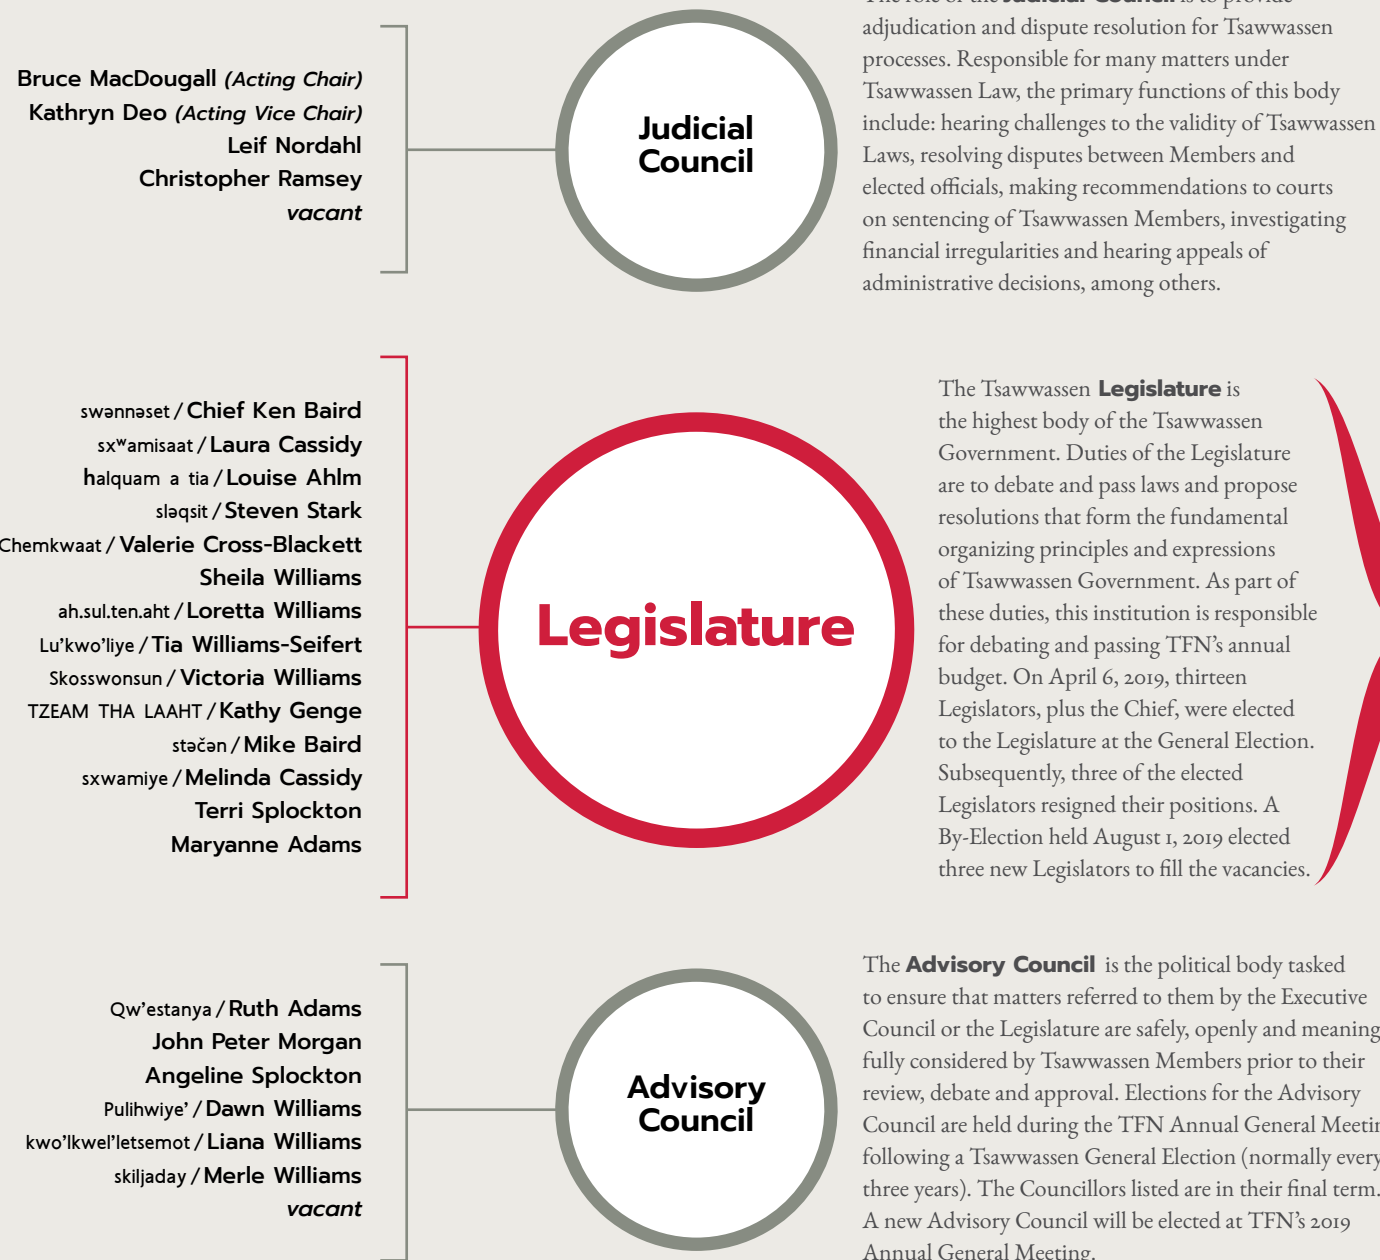 The role of the Judicial Council is to provide
adjudication and dispute resolution for Tsawwassen
processes. Responsible for many matters under
Tsawwassen Law, the primary functions of this body
include: hearing challenges to the validity of Tsawwassen
Laws, resolving disputes between Members and
elected officials, making recommendations to courts
on sentencing of Tsawwassen Members, investigating
financial irregularities and hearing appeals of
administrative decisions, among others.
Bruce MacDougall (Acting Chair)
Kathryn Deo (Acting Vice Chair)
Leif Nordahl
Christopher Ramsey
vacant
Judicial
Council
swənnəset / Chief Ken Baird
sxʷamisaat / Laura Cassidy
halquam a tia / Louise Ahlm
sləqsit / Steven Stark
Chemkwaat / Valerie Cross-Blackett
Sheila Williams
ah.sul.ten.aht / Loretta Williams
Lu’kwo’liye / Tia Williams-Seifert
Skosswonsun / Victoria Williams
TZEAM THA LAAHT / Kathy Genge
stəčən / Mike Baird
sxwamiye / Melinda Cassidy
Terri Splockton
Maryanne Adams
Legislature
The Tsawwassen Legislature is
the highest body of the Tsawwassen
Government. Duties of the Legislature
are to debate and pass laws and propose
resolutions that form the fundamental
organizing principles and expressions
of Tsawwassen Government. As part of
these duties, this institution is responsible
for debating and passing TFN’s annual
budget. On April 6, 2019, thirteen
Legislators, plus the Chief, were elected
to the Legislature at the General Election.
Subsequently, three of the elected
Legislators resigned their positions. A
By-Election held August 1, 2019 elected
three new Legislators to fill the vacancies.
Qw’estanya / Ruth Adams
John Peter Morgan
Angeline Splockton
Pulihwiye’ / Dawn Williams
kwo’lkwel’letsemot / Liana Williams
skiljaday / Merle Williams
vacant
Advisory
Council
The Advisory Council is the political body tasked
to ensure that matters referred to them by the Executive
Council or the Legislature are safely, openly and meaning
fully considered by Tsawwassen Members prior to their
review, debate and approval. Elections for the Advisory
Council are held during the TFN Annual General Meetin
following a Tsawwassen General Election (normally every
three years). The Councillors listed are in their final term.
A new Advisory Council will be elected at TFN’s 2019
Annual General Meeting.